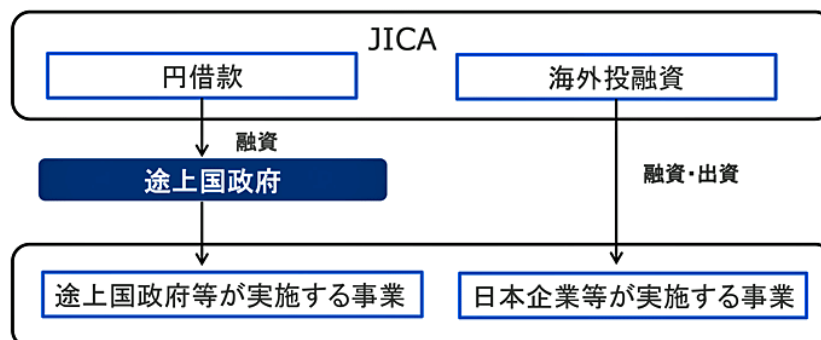 JICA
円借款
海外投融資
融資
途上国政府
融資・出資
途上国政府等が実施する事業
日本企業等が実施する事業